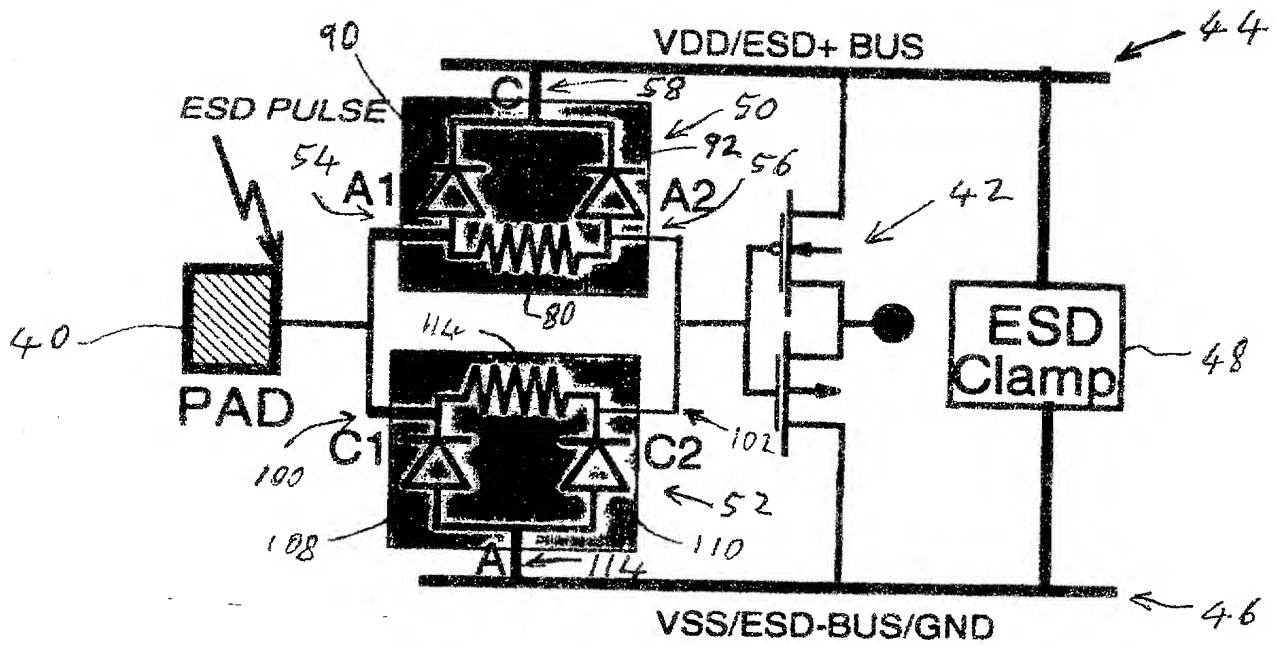 90
VDD/ESD+ BUS
44
C
58
ESD PULSE
50
92
54
A1
A2
56
42
40
80
ESD
Clamp
48
PAD
114
100
C1
C2
102
52
108
110
A
114
46
VSS/ESD-BUS/GND